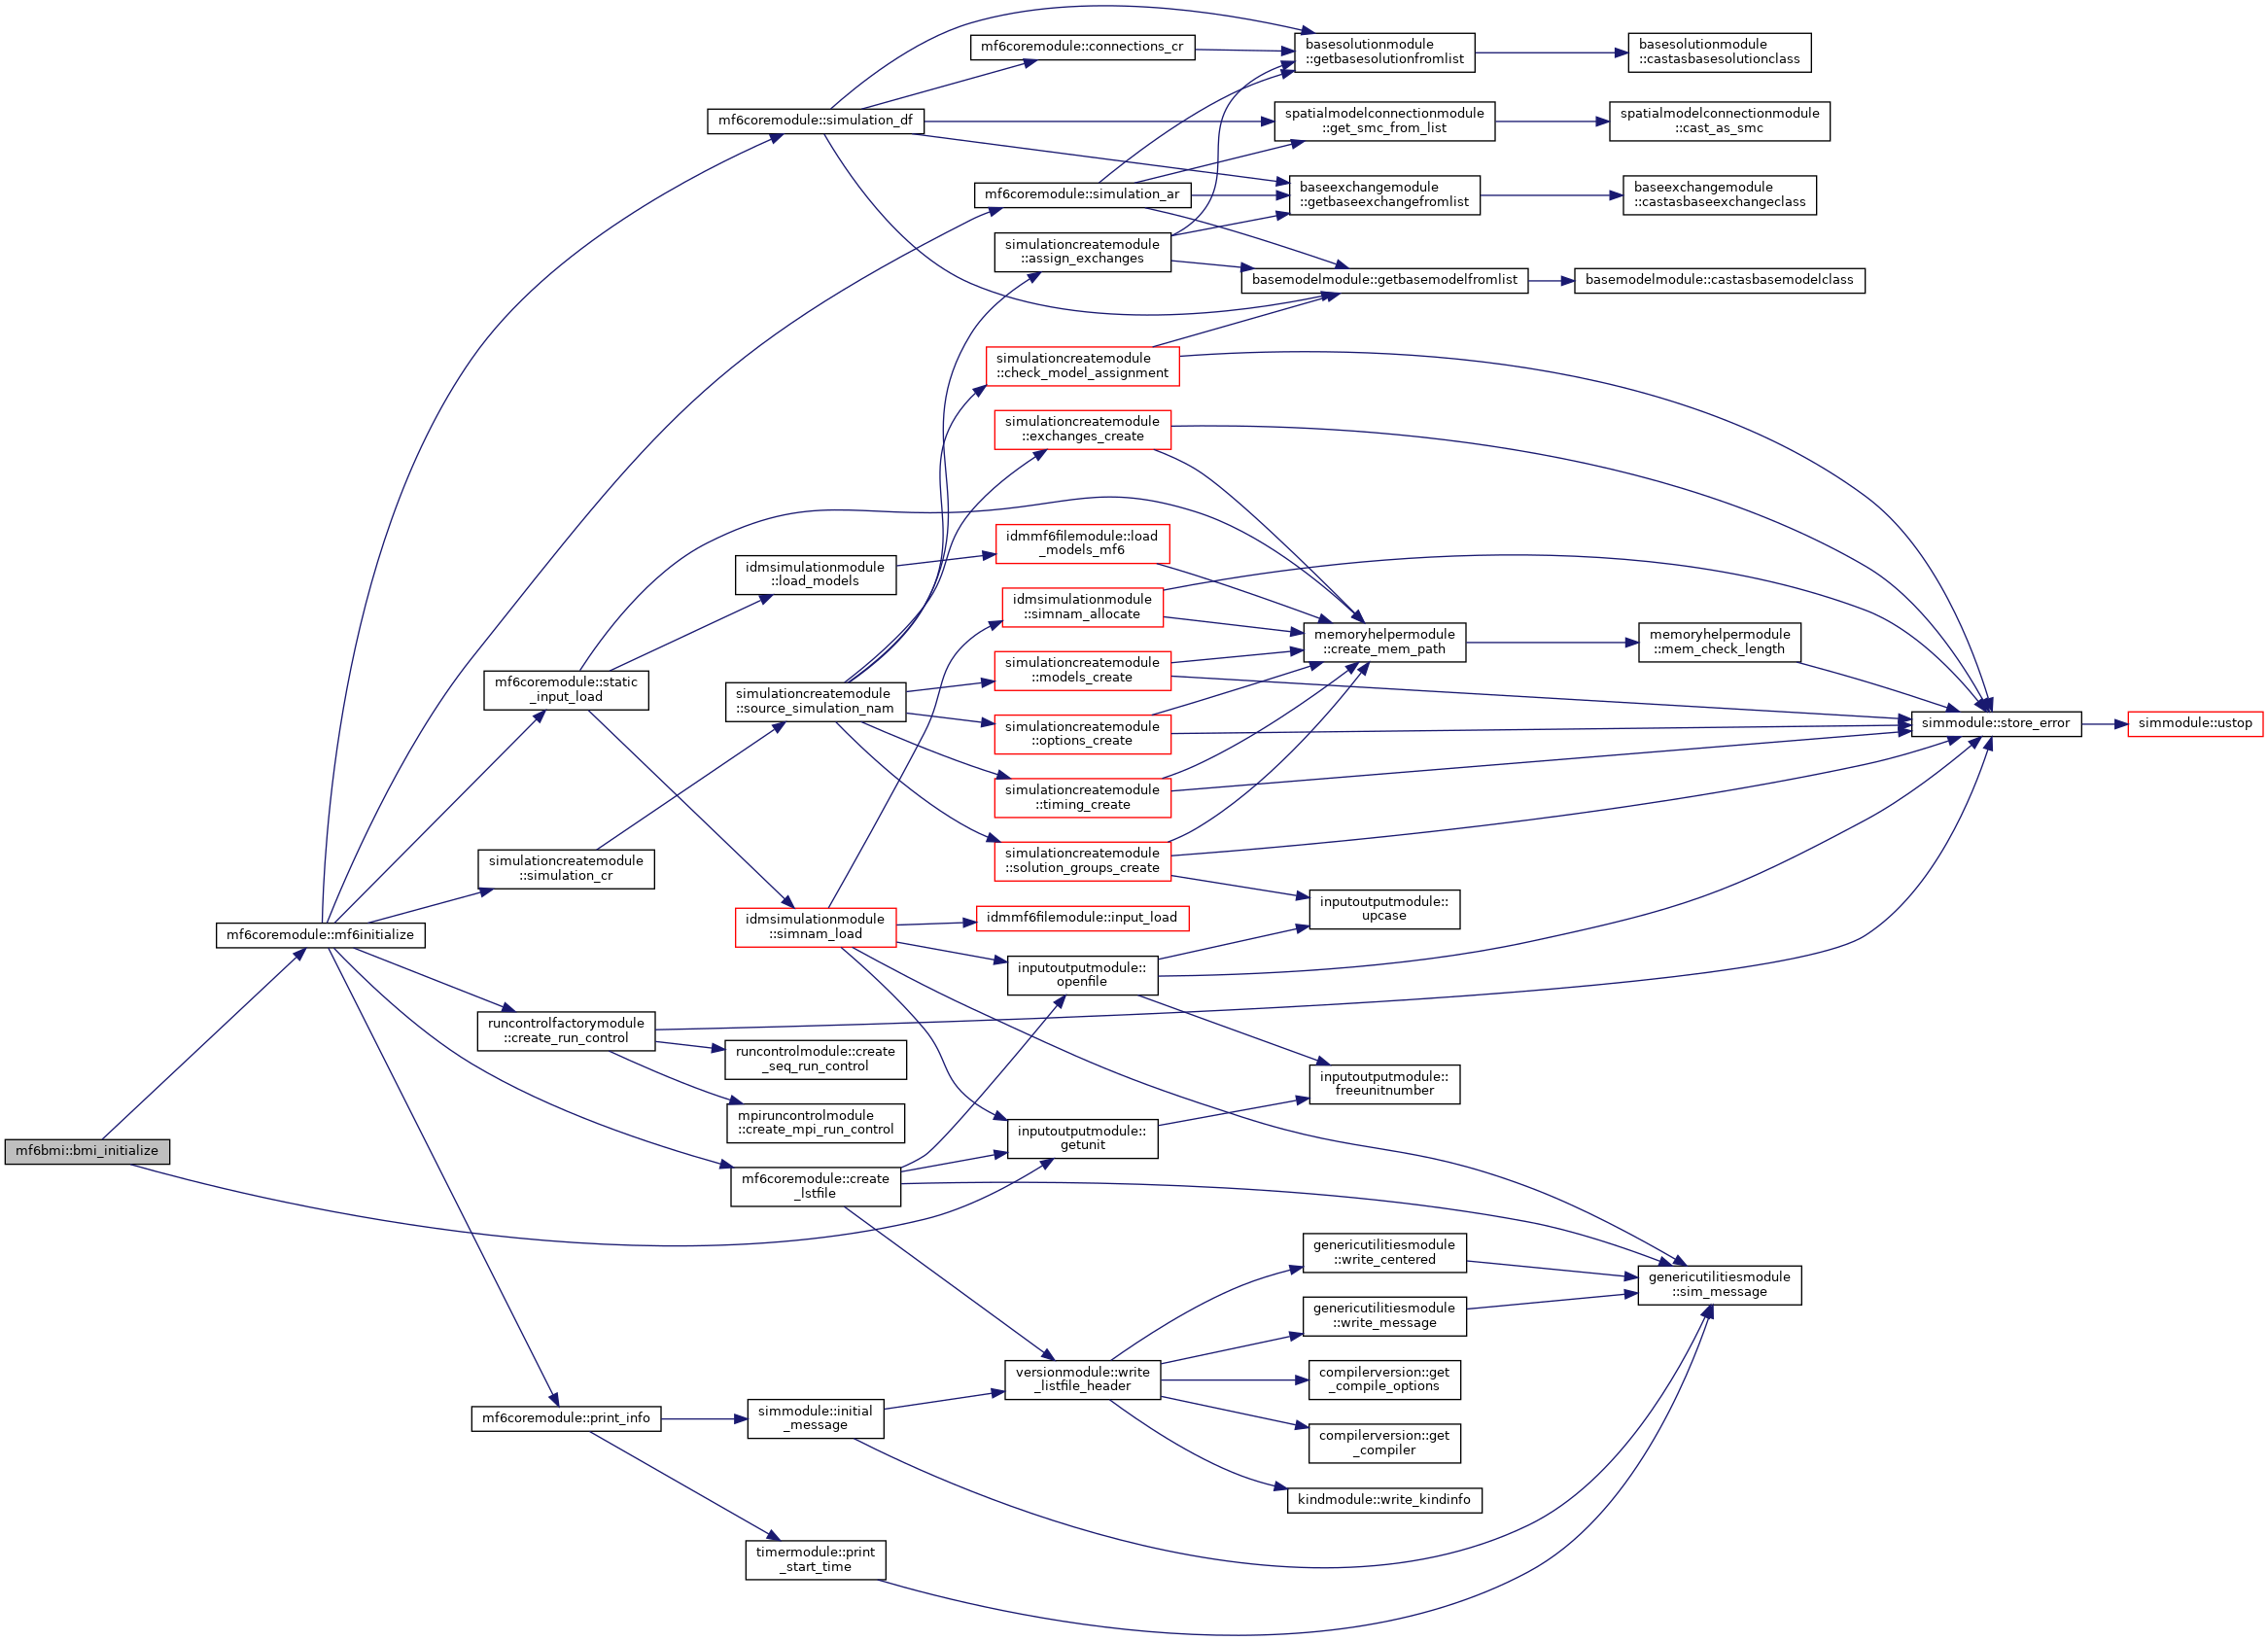 mf6bmi::bmi_initialize
mf6coremodule::mf6initialize
mf6coremodule::static
_input_load
simulationcreatemodule
::simulation_cr
runcontrolfactorymodule
::create_run_control
mf6coremodule::print_info
mf6coremodule::simulation_df
idmsimulationmodule
::load_models
simulationcreatemodule
::source_simulation_nam
idmsimulationmodule
::simnam_load
runcontrolmodule::create
_seq_run_control
mpiruncontrolmodule
::create_mpi_run_control
mf6coremodule::create
_lstfile
simmodule::initial
_message
timermodule::print
_start_time
mf6coremodule::connections_cr
mf6coremodule::simulation_ar
simulationcreatemodule
::assign_exchanges
simulationcreatemodule
::check_model_assignment
simulationcreatemodule
::exchanges_create
idmmf6filemodule::load
_models_mf6
idmsimulationmodule
::simnam_allocate
simulationcreatemodule
::models_create
simulationcreatemodule
::options_create
simulationcreatemodule
::timing_create
simulationcreatemodule
::solution_groups_create
idmmf6filemodule::input_load
inputoutputmodule::
openfile
inputoutputmodule::
getunit
versionmodule::write
_listfile_header
basesolutionmodule
::getbasesolutionfromlist
spatialmodelconnectionmodule
::get_smc_from_list
baseexchangemodule
::getbaseexchangefromlist
basemodelmodule::getbasemodelfromlist
memoryhelpermodule
::create_mem_path
inputoutputmodule::
upcase
inputoutputmodule::
freeunitnumber
genericutilitiesmodule
::write_centered
genericutilitiesmodule
::write_message
compilerversion::get
_compile_options
compilerversion::get
_compiler
kindmodule::write_kindinfo
basesolutionmodule
::castasbasesolutionclass
spatialmodelconnectionmodule
::cast_as_smc
baseexchangemodule
::castasbaseexchangeclass
basemodelmodule::castasbasemodelclass
memoryhelpermodule
::mem_check_length
genericutilitiesmodule
::sim_message
simmodule::store_error
simmodule::ustop